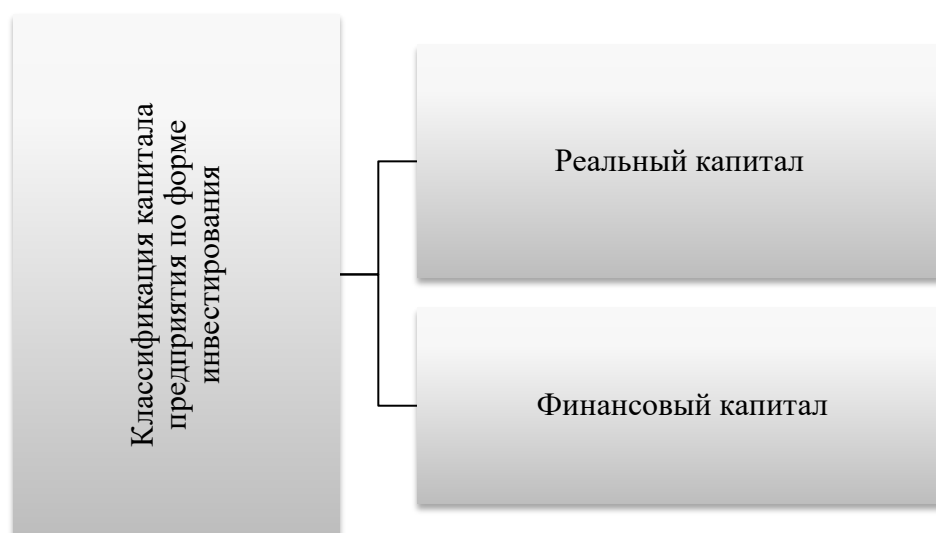 Классификация капитала
предприятия по форме
инвестирования
Реальный капитал
Финансовый капитал